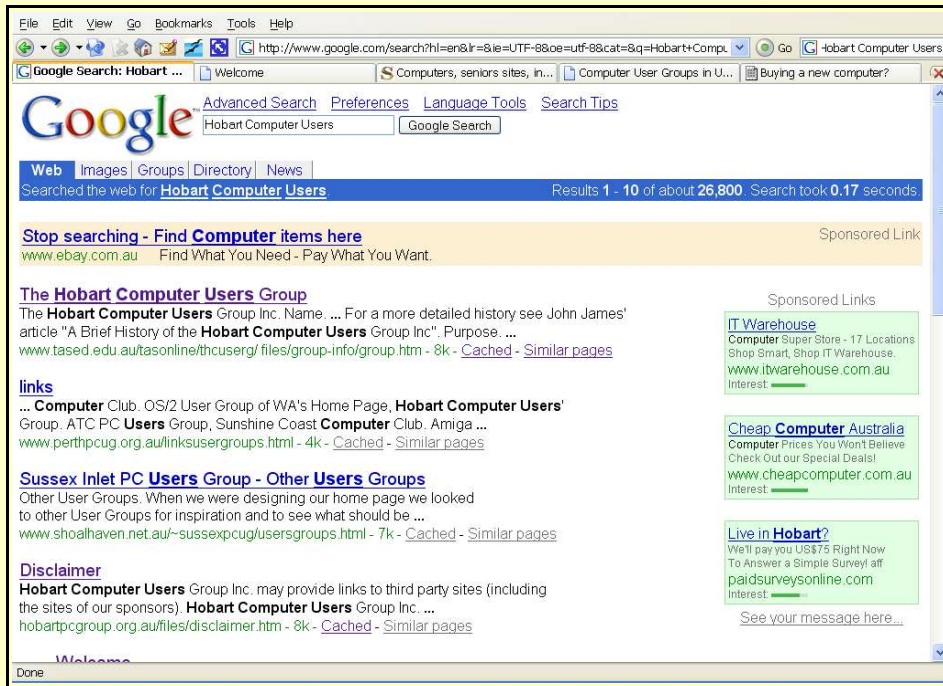 File Edit View Go Bookmarks Tools Help
http://www.google.com/search?hl=en&lr=&ie=UTF-8&oe=utf-8&cat=&q=Hobart+Compu Go Hobart Computer Users
Google Search: Hobart ... Welcome Computers, seniors sites, in... Computer User Groups in U... Buying a new computer?
Google Advanced Search Preferences Language Tools Search Tips
Hobart Computer Users Google Search
Web Images Groups Directory News
Searched the web for Hobart Computer Users. Results 1 - 10 of about 26,800. Search took 0.17 seconds.
Stop searching - Find Computer items here Sponsored Link
www.ebay.com.au Find What You Need - Pay What You Want.
The Hobart Computer Users Group
The Hobart Computer Users Group Inc. Name. ... For a more detailed history see John James'
article "A Brief History of the Hobart Computer Users Group Inc". Purpose. ...
www.tased.edu.au/tasonline/thcuserg/ files/group-info/group.htm - 8k - Cached - Similar pages
links
... Computer Club. OS/2 User Group of WA's Home Page, Hobart Computer Users'
Group. ATC PC Users Group, Sunshine Coast Computer Club. Amiga ...
www.perthpcug.org.au/linksusergroups.html - 4k - Cached - Similar pages
Sussex Inlet PC Users Group - Other Users Groups
Other User Groups. When we were designing our home page we looked
to other User Groups for inspiration and to see what should be ...
www.shoalhaven.net.au/~sussexpcug/usersgroups.html - 7k - Cached - Similar pages
Disclaimer
Hobart Computer Users Group Inc. may provide links to third party sites (including
the sites of our sponsors). Hobart Computer Users Group Inc. ...
hobartpcgroup.org.au/files/disclaimer.htm - 8k - Cached - Similar pages
Welcome
Sponsored Links
IT Warehouse
Computer Super Store - 17 Locations
Shop Smart, Shop IT Warehouse.
www.itwarehouse.com.au
Interest:
Cheap Computer Australia
Computer Prices You Won't Believe
Check Out our Special Deals!
www.cheapcomputer.com.au
Interest:
Live in Hobart?
We'll pay you US$75 Right Now
To Answer a Simple Survey! aff
paidsurveysonline.com
Interest:
See your message here...
Done